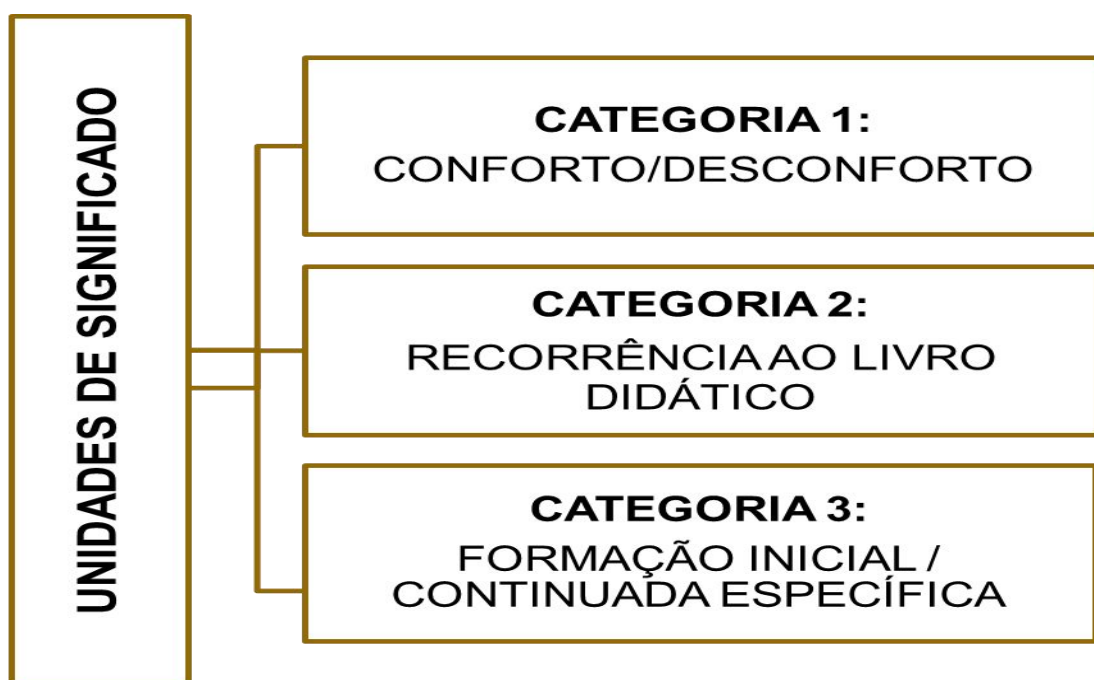 UNIDADES DE SIGNIFICADO
CATEGORIA 1:
CONFORTO/DESCONFORTO
CATEGORIA 2:
RECORRÊNCIA AO LIVRO
DIDÁTICO
CATEGORIA 3:
FORMAÇÃO INICIAL /
CONTINUADA ESPECÍFICA